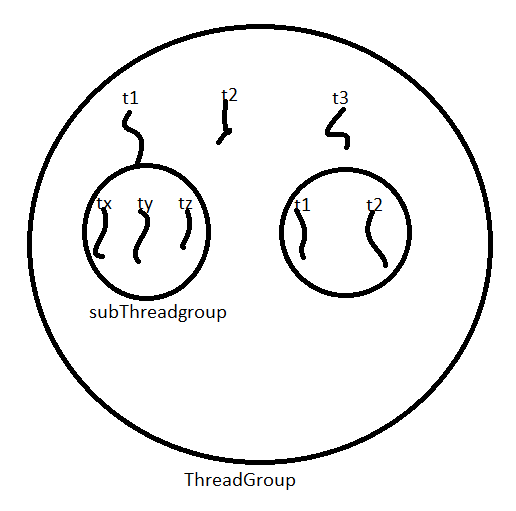 t1
t2
t3
tx ty tz
t1 t2
subThreadgroup
ThreadGroup